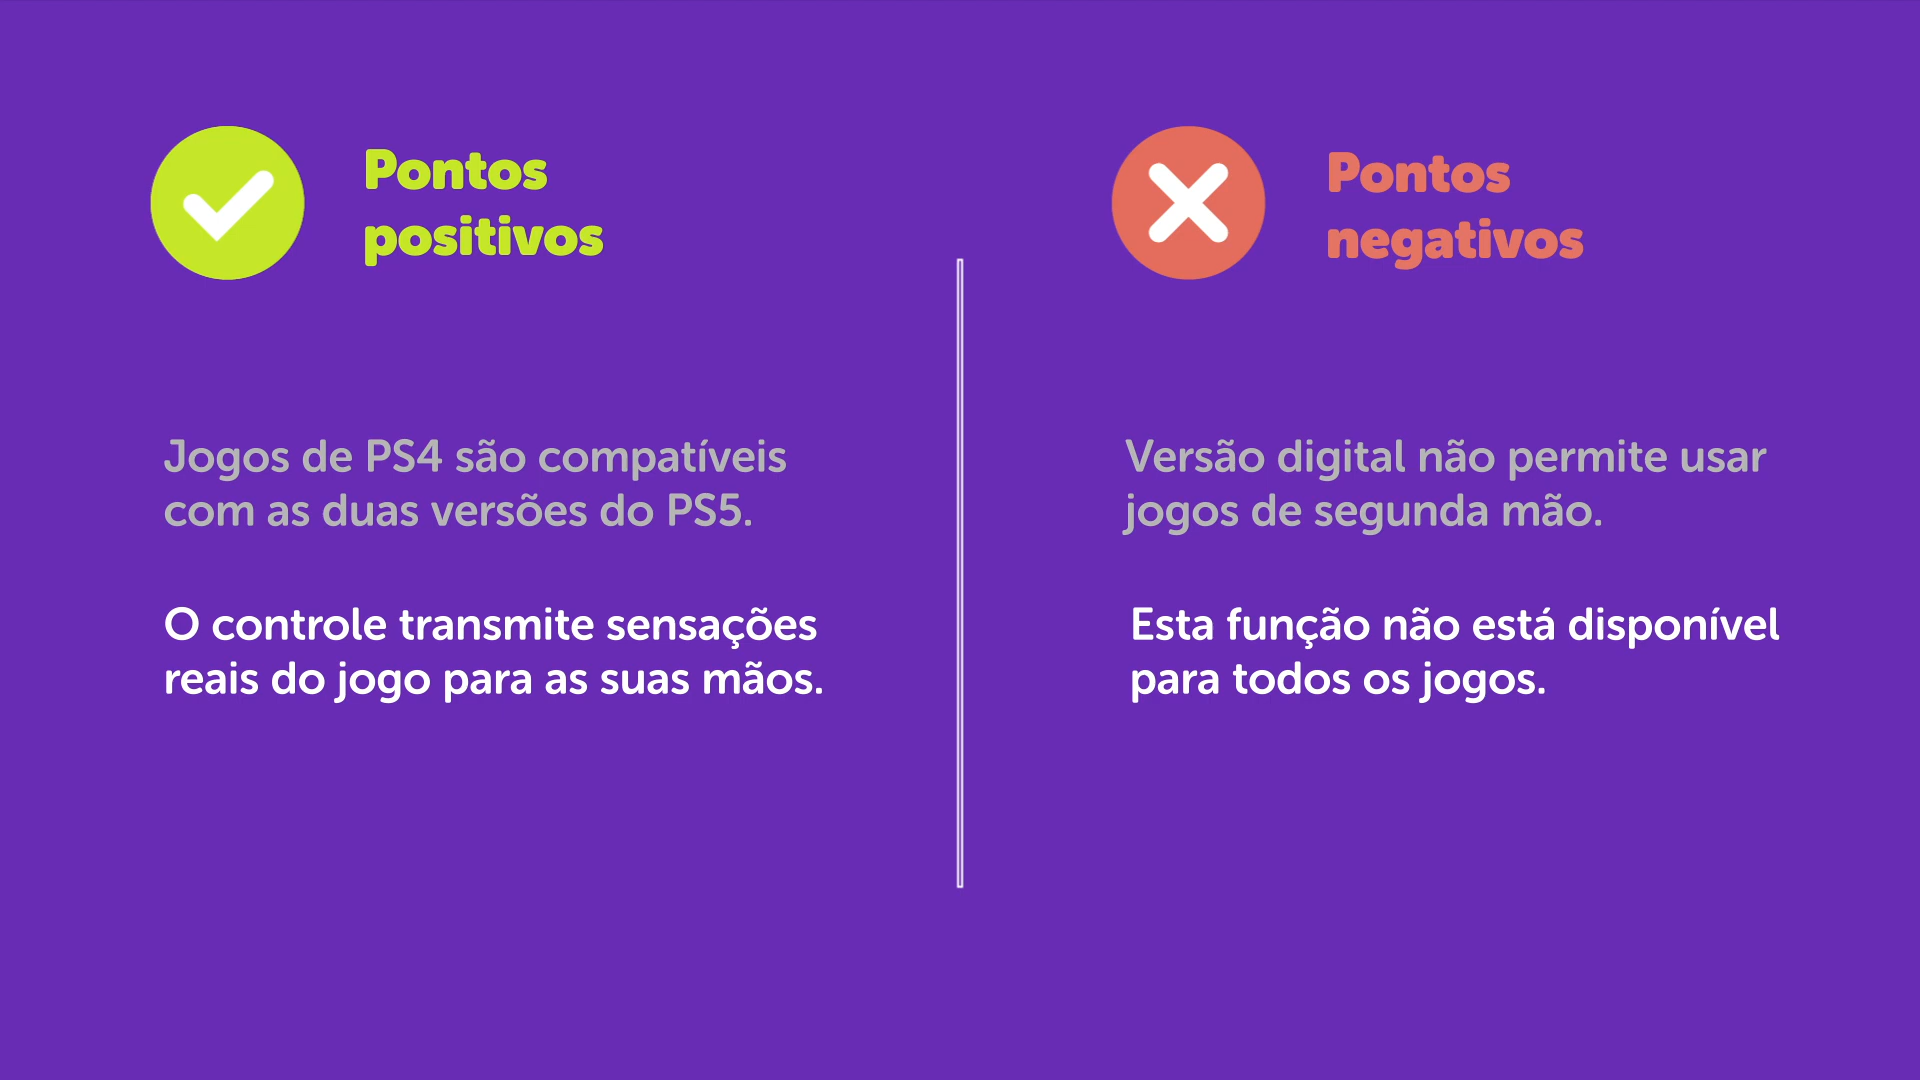 Pontos
positivos
Jogos de PS4 são compatíveis
com as duas versões do PS5.
O controle transmite sensações
reais do jogo para as suas mãos.
Pontos
negativos
Versão digital não permite usar
jogos de segunda mão.
Esta função não está disponível
para todos os jogos.